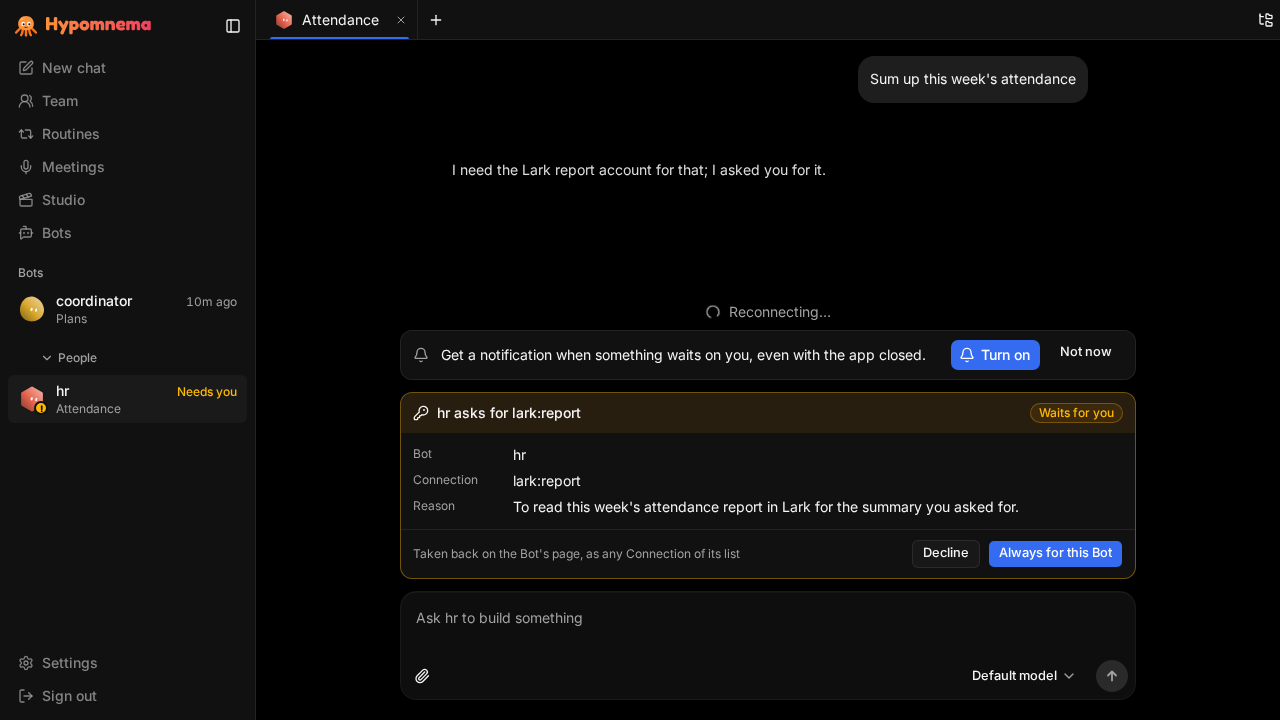 Hypomnema
New chat
Team
Routines
Meetings
Studio
Bots
Bots
coordinator
10m ago
Plans
People
hr
Needs you
Attendance
Settings
Sign out
Attendance
Sum up this week's attendance
I need the Lark report account for that; I asked you for it.
Reconnecting...
Get a notification when something waits on you, even with the app closed.
Turn on
Not now
hr asks for lark:report
Waits for you
Bot
hr
Connection
lark:report
Reason
To read this week's attendance report in Lark for the summary you asked for.
Taken back on the Bot's page, as any Connection of its list
Decline
Always for this Bot
Ask hr to build something
Default model